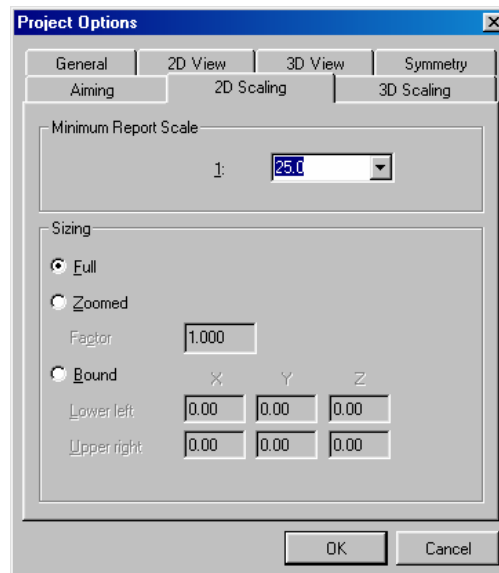 Project Options
General 2D View 3D View Symmetry
Aiming 2D Scaling 3D Scaling
Minimum Report Scale
1: 25.0
Sizing
Full
Zoomed
Factor 1.000
Bound X Y Z
Lower left 0.00 0.00 0.00
Upper right 0.00 0.00 0.00
OK Cancel